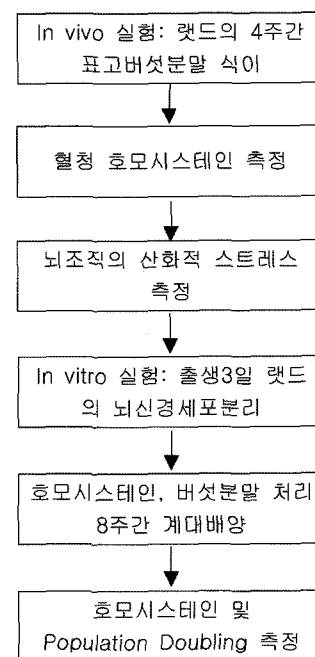 In vivo 실험: 랫드의 4주간
표고버섯분말 식이
혈청 호모시스테인 측정
뇌조직의 산화적 스트레스
측정
In vitro 실험: 출생3일 랫드
의 뇌신경세포분리
호모시스테인, 버섯분말 처리
8주간 계대배양
호모시스테인 및
Population Doubling 측정